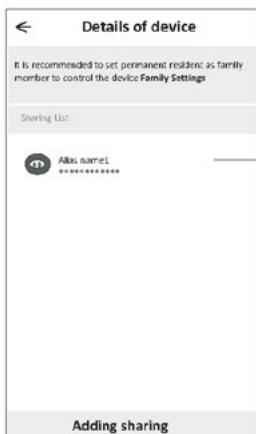 Details of device
It is recommended to set permanent resident as family
member to control the device Family Settings
Sharing List
Alias name1
************
Adding sharing